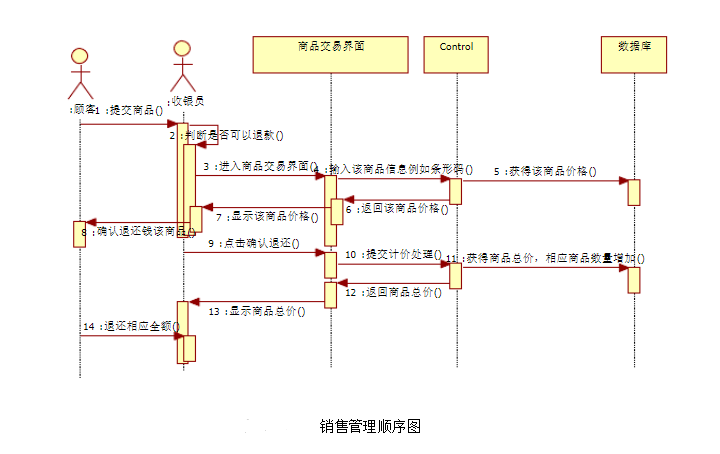 商品交易界面
Control
数据库
:顾客
:收银员
1 :提交商品()
2 :判断是否可以退款()
3 :进入商品交易界面()
4 :输入该商品信息例如条形码()
5 :获得该商品价格()
6 :返回该商品价格()
7 :显示该商品价格()
8 :确认退还钱该商品()
9 :点击确认退还()
10 :提交计价处理()
11 :获得商品总价，相应商品数量增加()
12 :返回商品总价()
13 :显示商品总价()
14 :退还相应全额()
销售管理顺序图